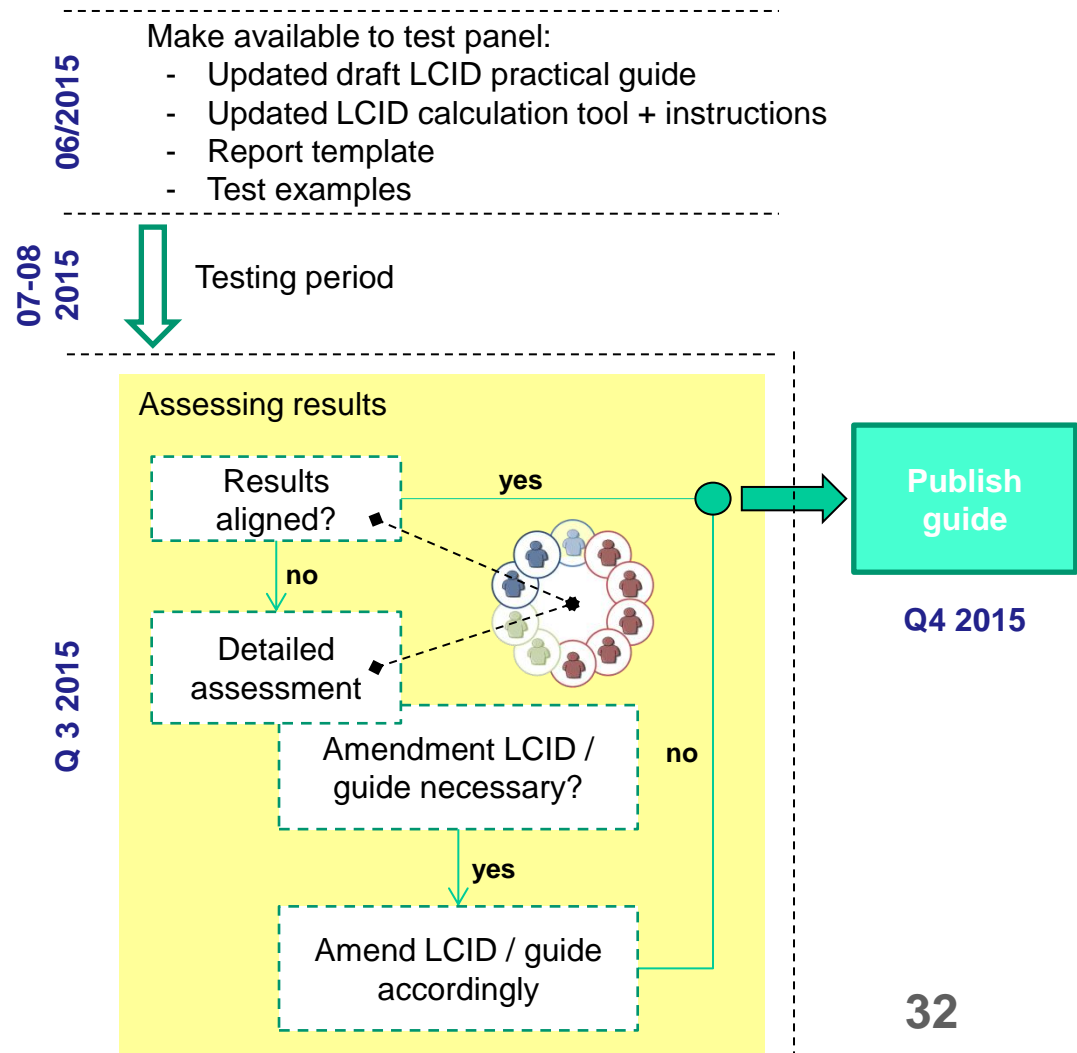 06/2015
Make available to test panel:
- Updated draft LCID practical guide
- Updated LCID calculation tool + instructions
- Report template
- Test examples
07-08
2015
Testing period
Q 3 2015
Assessing results
Results
aligned?
yes
no
Detailed
assessment
Amendment LCID /
guide necessary?
no
yes
Amend LCID / guide
accordingly
Publish
guide
Q4 2015
32